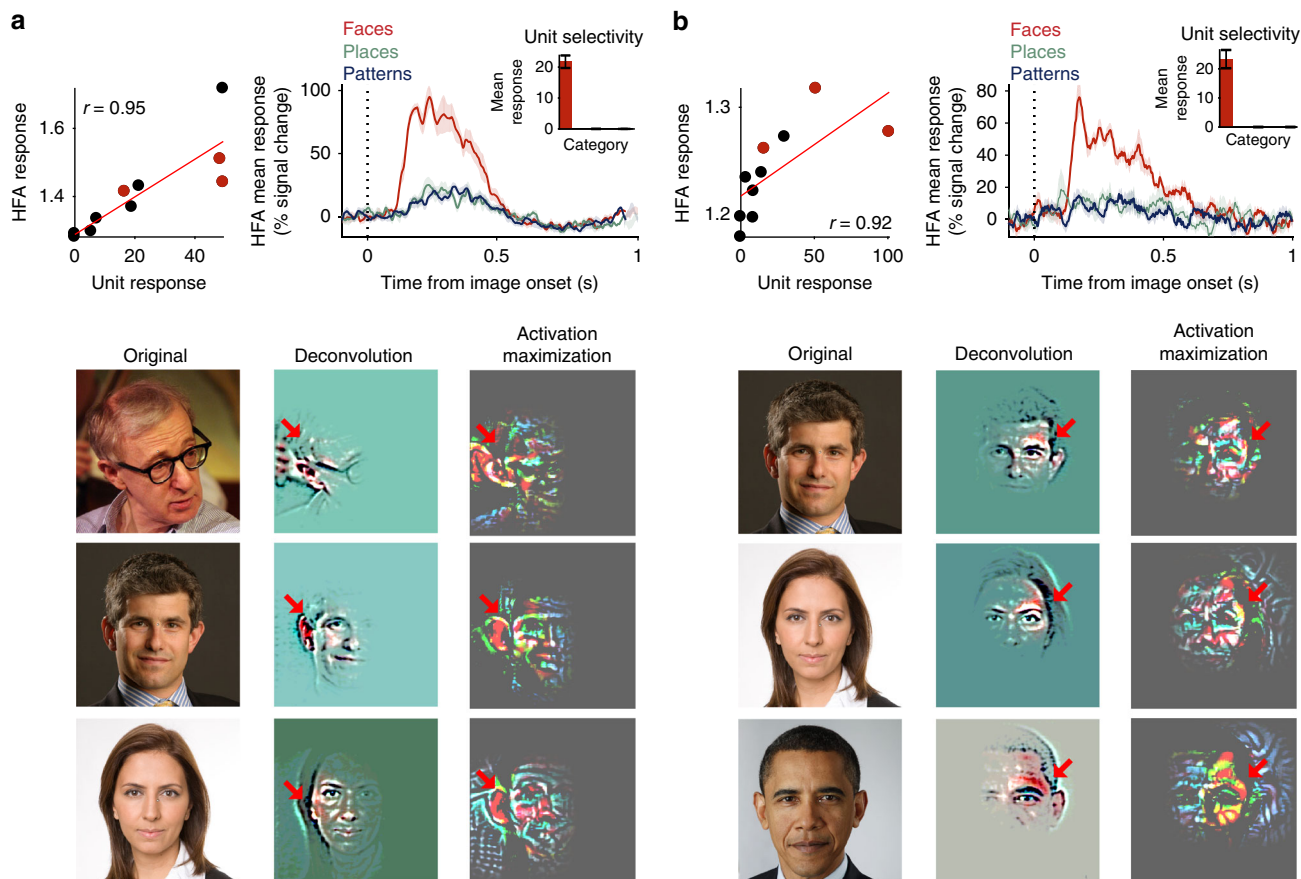 a
Faces
Places
Patterns
Unit selectivity
20
10
0
Mean
response
Category
r = 0.95
1.6
1.4
HFA response
0
20
40
Unit response
100
50
0
HFA mean response
(% signal change)
0
0.5
1
Time from image onset (s)
b
Faces
Places
Patterns
Unit selectivity
20
10
0
Mean
response
Category
1.3
1.2
HFA response
r = 0.92
0
50
100
Unit response
80
60
40
20
0
HFA mean response
(% signal change)
0
0.5
1
Time from image onset (s)
Original
Deconvolution
Activation
maximization
Original
Deconvolution
Activation
maximization